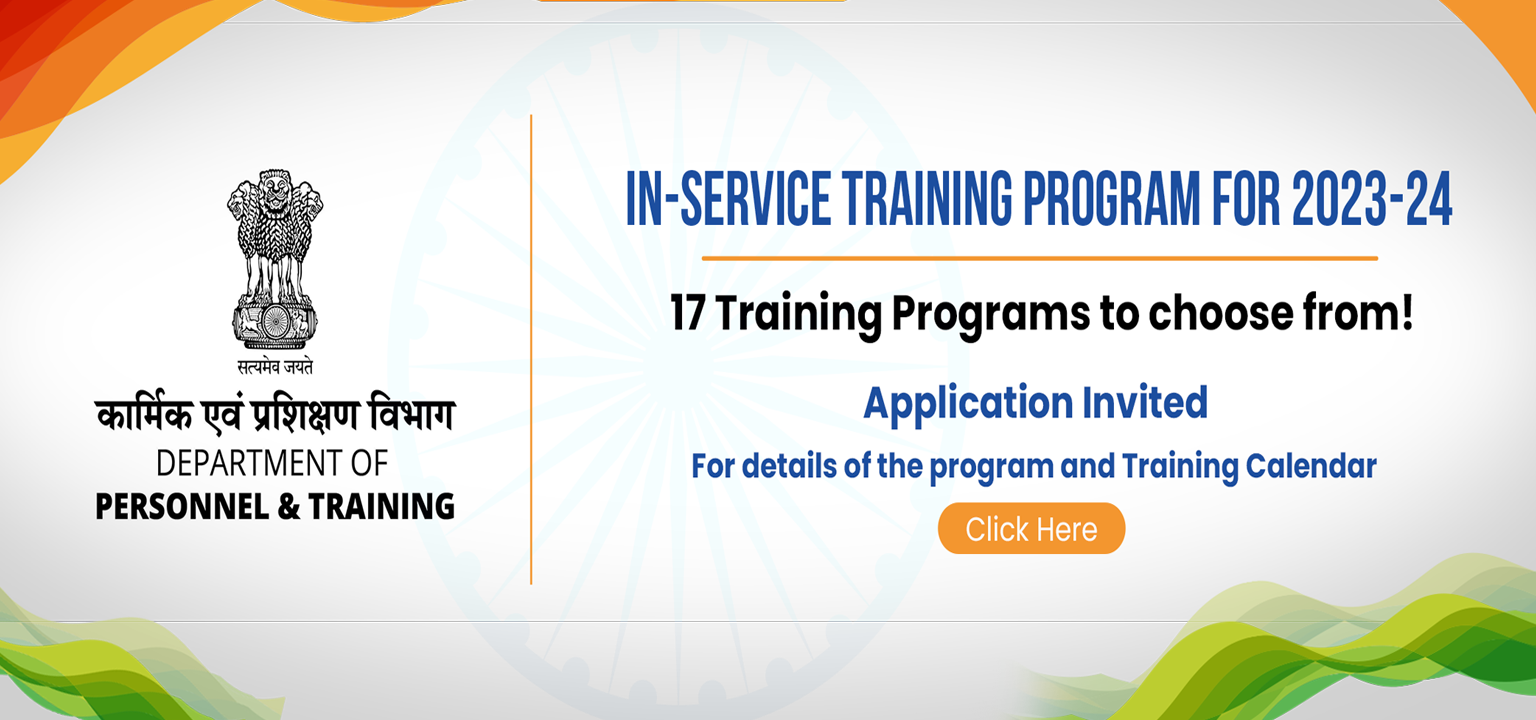 सत्यमेव जयते
कार्मिक एवं प्रशिक्षण विभाग
DEPARTMENT OF
PERSONNEL & TRAINING
IN-SERVICE TRAINING PROGRAM FOR 2023-24
17 Training Programs to choose from!
Application Invited
For details of the program and Training Calendar
Click Here